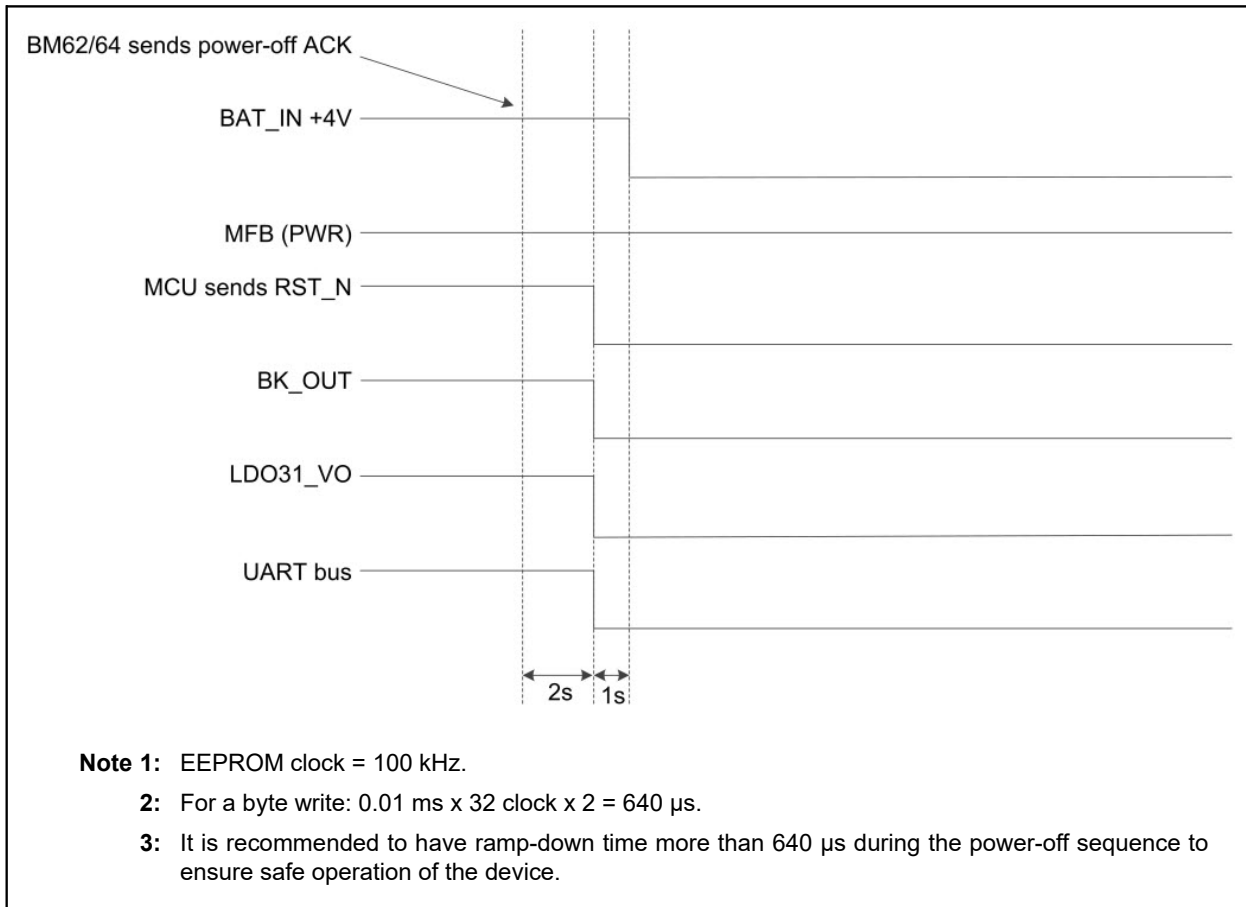 BM62/64 sends power-off ACK
BAT_IN +4V
MFB (PWR)
MCU sends RST_N
BK_OUT
LDO31_VO
UART bus
2s 1s
Note 1: EEPROM clock = 100 kHz.
2: For a byte write: 0.01 ms x 32 clock x 2 = 640 µs.
3: It is recommended to have ramp-down time more than 640 µs during the power-off sequence to
ensure safe operation of the device.